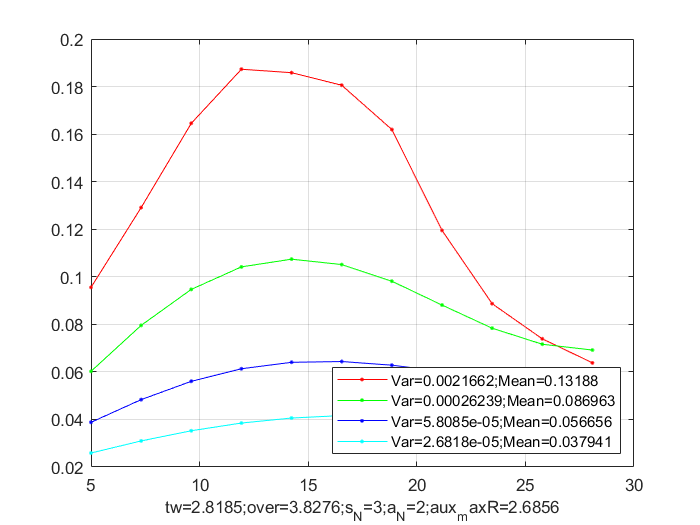 0.2
0.18
0.16
0.14
0.12
0.1
0.08
0.06
0.04
0.02
Var=0.0021662;Mean=0.13188
Var=0.00026239;Mean=0.086963
Var=5.8085e-05;Mean=0.056656
Var=2.6818e-05;Mean=0.037941
5 10 15 20 25 30
tw=2.8185;over=3.8276;s_N=3;a_N=2;aux_maxR=2.6856